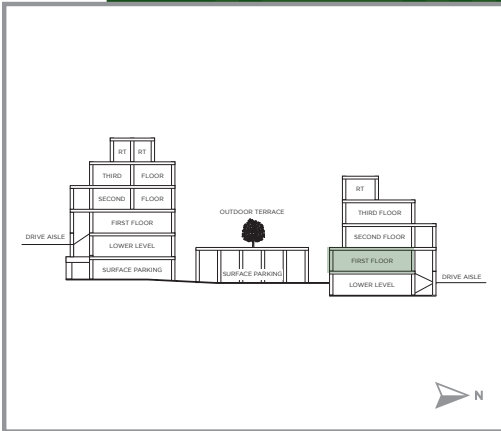 RT RT
THIRD FLOOR
SECOND FLOOR
FIRST FLOOR
DRIVE AISLE
LOWER LEVEL
SURFACE PARKING
OUTDOOR TERRACE
SURFACE PARKING
RT
THIRD FLOOR
SECOND FLOOR
FIRST FLOOR
DRIVE AISLE
LOWER LEVEL
N